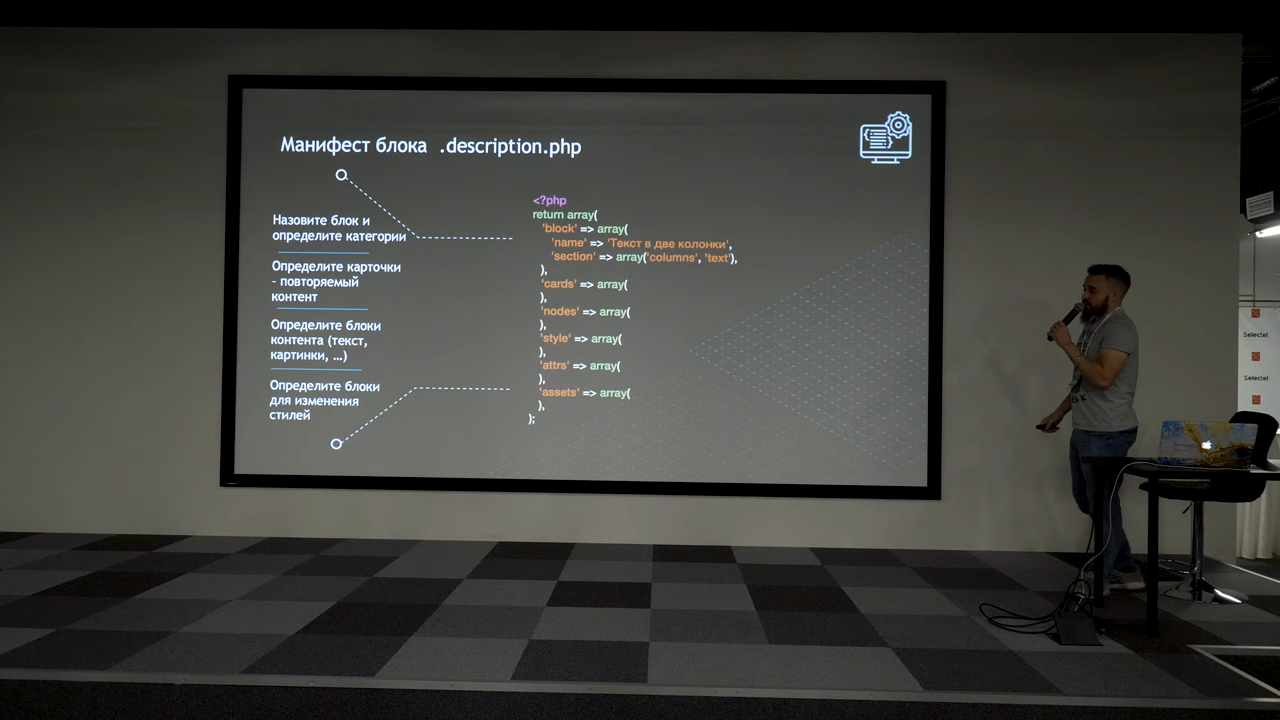 Манифест блока .description.php
Назовите блок и
определите категории
Определите карточки
- повторяемый
контент
Определите блоки
контента (текст,
картинки, ...)
Определите блоки
для изменения
стилей
<?php
return array(
'block' => array(
'name' => 'Текст в две колонки',
'section' => array('columns', 'text'),
),
'cards' => array(
),
'nodes' => array(
),
'style' => array(
),
'attrs' => array(
),
'assets' => array(
),
);
Selectel
Selectel